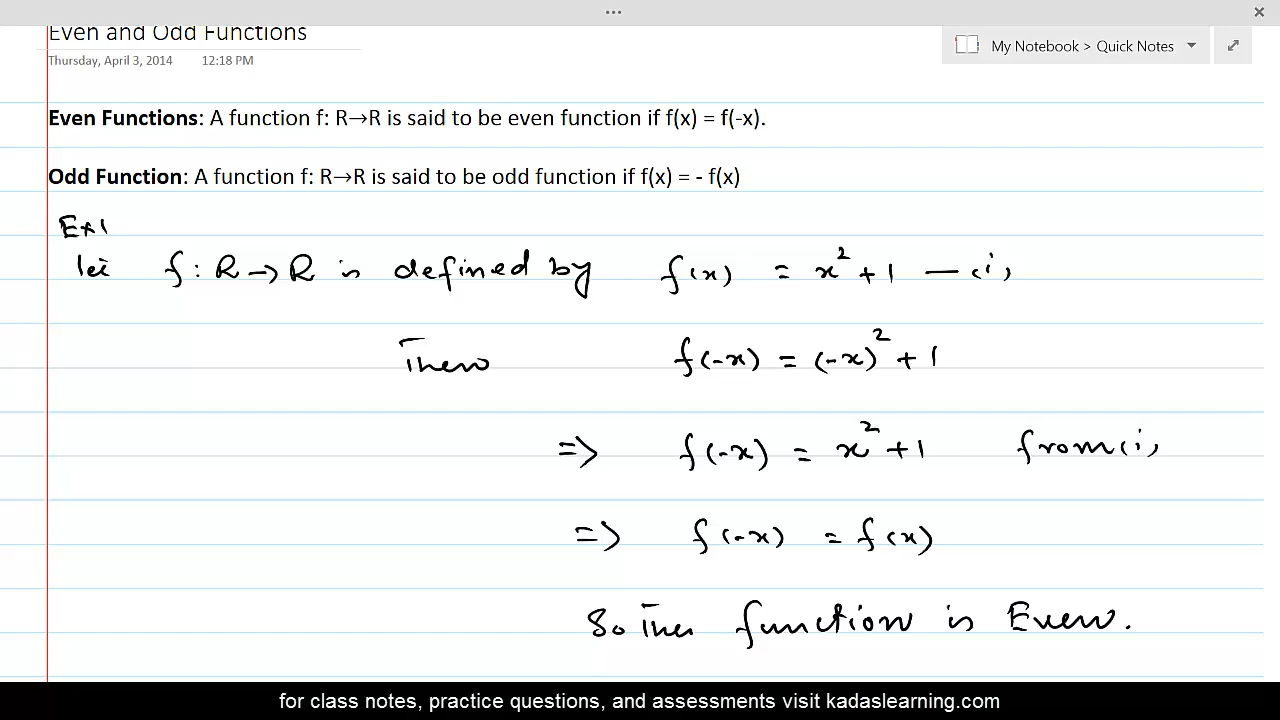 Even and Odd Functions
Thursday, April 3, 2014 12:18 PM
My Notebook > Quick Notes
Even Functions: A function f: R→R is said to be even function if f(x) = f(-x).
Odd Function: A function f: R→R is said to be odd function if f(x) = - f(x)
Ex1
let f : R → R is defined by f(x) = x² + 1 — (i)
Then f(-x) = (-x)² + 1
=> f(-x) = x² + 1 from (i)
=> f(-x) = f(x)
So the function is Even.
for class notes, practice questions, and assessments visit kadaslearning.com